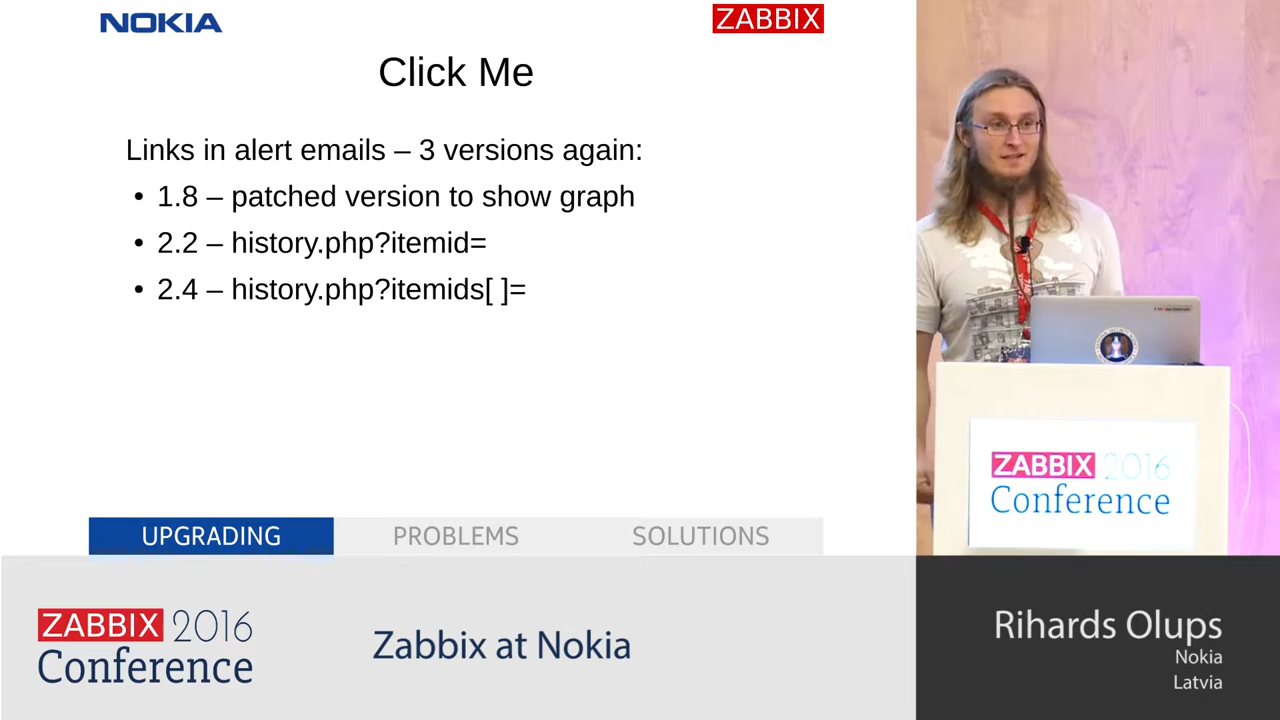 NOKIA
ZABBIX
Click Me
Links in alert emails – 3 versions again:
• 1.8 – patched version to show graph
• 2.2 – history.php?itemid=
• 2.4 – history.php?itemids[ ]=
UPGRADING
PROBLEMS
SOLUTIONS
ZABBIX 2016
Conference
ZABBIX 2016
Conference
Zabbix at Nokia
Rihards Olups
Nokia
Latvia